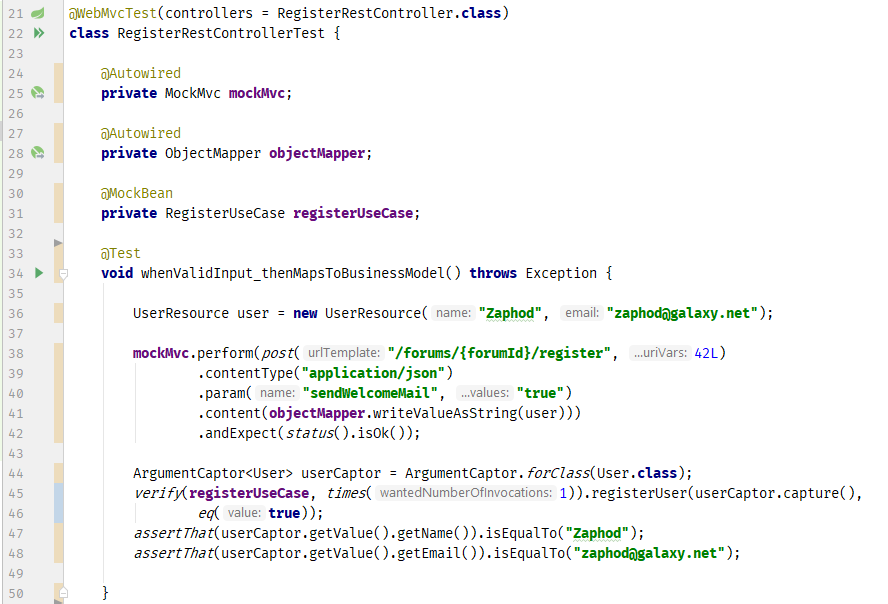 21 @WebMvcTest(controllers = RegisterRestController.class)
22 class RegisterRestControllerTest {
23
24 @Autowired
25 private MockMvc mockMvc;
26
27 @Autowired
28 private ObjectMapper objectMapper;
29
30 @MockBean
31 private RegisterUseCase registerUseCase;
32
33 @Test
34 void whenValidInput_thenMapsToBusinessModel() throws Exception {
35
36 UserResource user = new UserResource( name: "Zaphod", email: "zaphod@galaxy.net");
37
38 mockMvc.perform(post( urlTemplate: "/forums/{forumId}/register", ...uriVars: 42L)
39 .contentType("application/json")
40 .param( name: "sendWelcomeMail", ...values: "true")
41 .content(objectMapper.writeValueAsString(user)))
42 .andExpect(status().isOk());
43
44 ArgumentCaptor<User> userCaptor = ArgumentCaptor.forClass(User.class);
45 verify(registerUseCase, times( wantedNumberOfInvocations: 1)).registerUser(userCaptor.capture(),
46 eq( value: true));
47 assertThat(userCaptor.getValue().getName()).isEqualTo("Zaphod");
48 assertThat(userCaptor.getValue().getEmail()).isEqualTo("zaphod@galaxy.net");
49
50 }